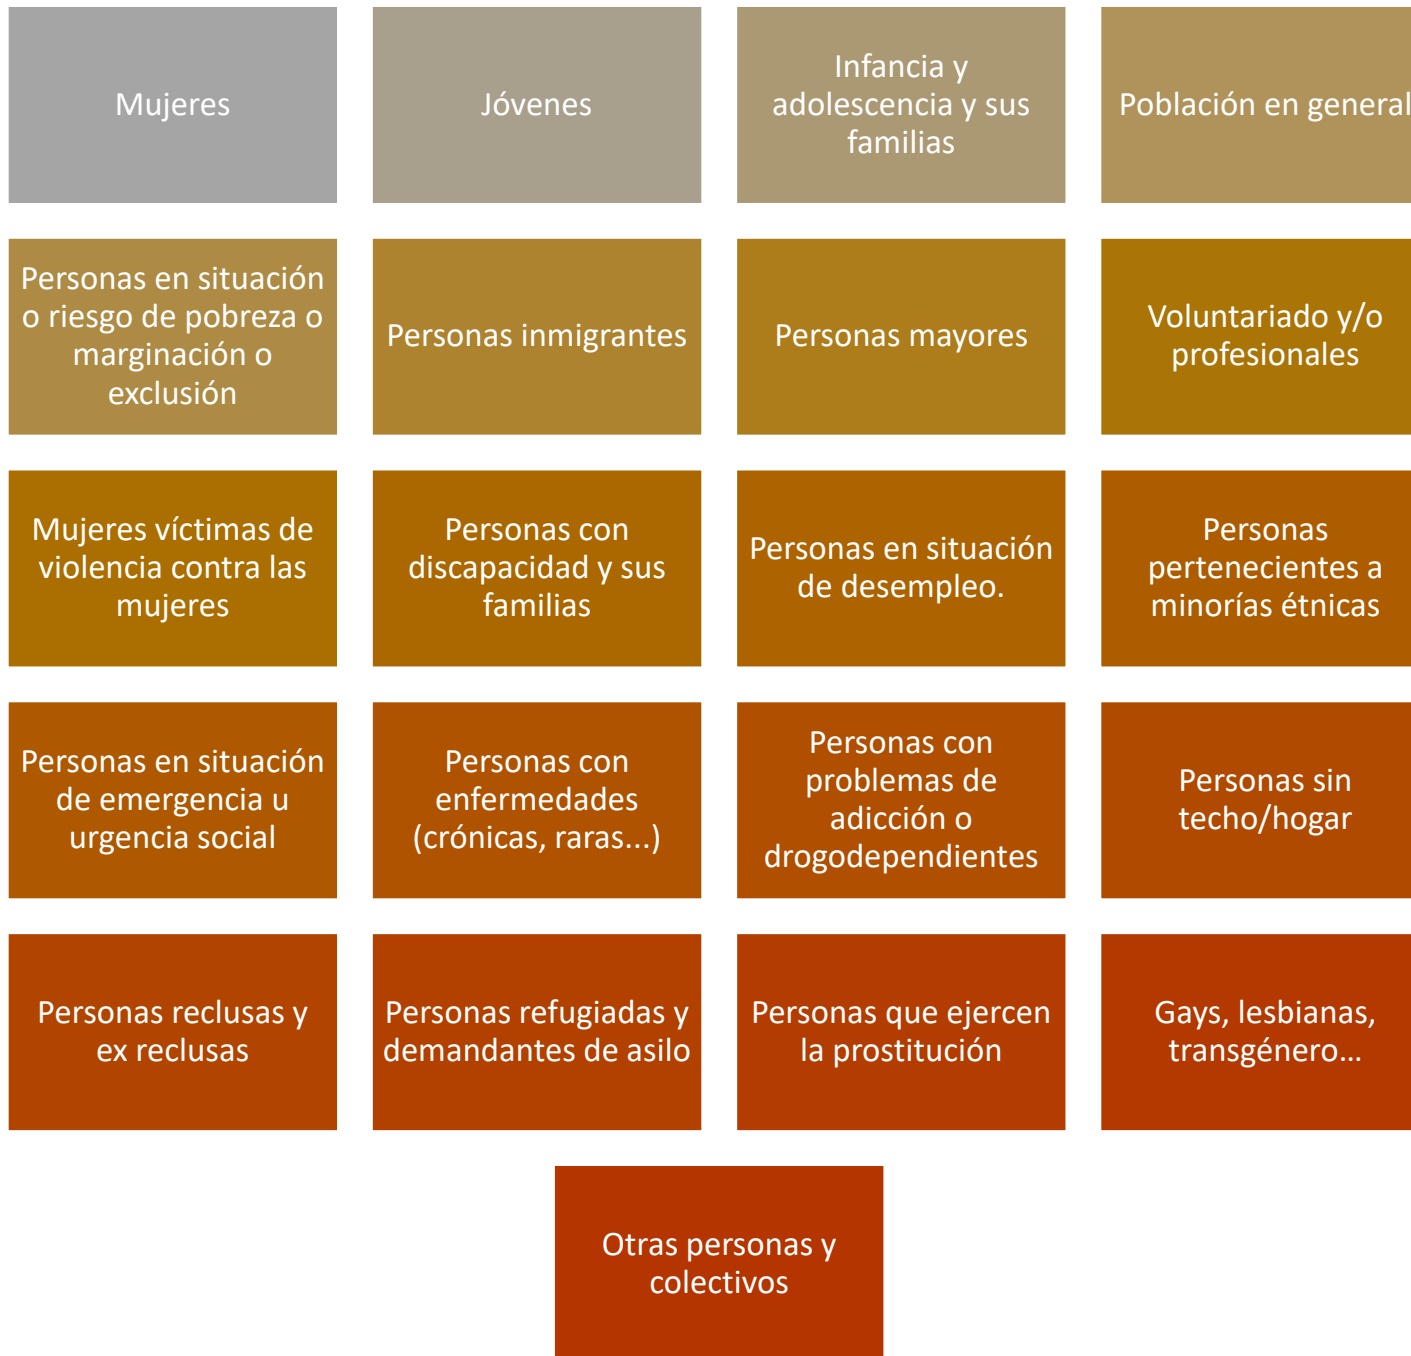 Mujeres
Jóvenes
Infancia y
adolescencia y sus
familias
Población en general
Personas en situación
o riesgo de pobreza o
marginación o
exclusión
Personas inmigrantes
Personas mayores
Voluntariado y/o
profesionales
Mujeres víctimas de
violencia contra las
mujeres
Personas con
discapacidad y sus
familias
Personas en situación
de desempleo.
Personas
pertenecientes a
minorías étnicas
Personas en situación
de emergencia u
urgencia social
Personas con
enfermedades
(crónicas, raras...)
Personas con
problemas de
adicción o
drogodependientes
Personas sin
techo/hogar
Personas reclusas y
ex reclusas
Personas refugiadas y
demandantes de asilo
Personas que ejercen
la prostitución
Gays, lesbianas,
transgénero…
Otras personas y
colectivos